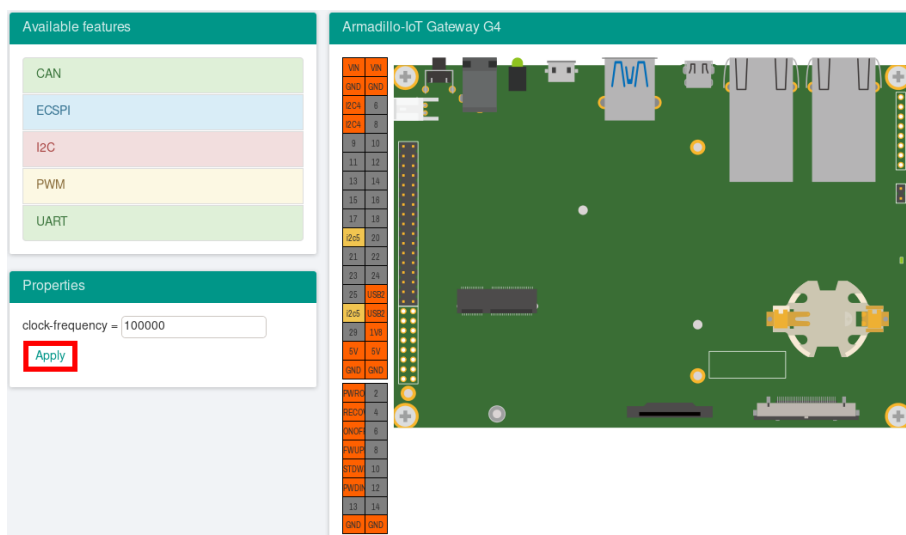 Available features
CAN
ECSPI
I2C
PWM
UART
Properties
clock-frequency = 100000
Apply
Armadillo-IoT Gateway G4
VIN VIN
GND GND
I2C4 6
I2C4 8
9 10
11 12
13 14
15 16
17 18
i2c5 20
21 22
23 24
25 USB2
i2c5 USB2
29 1V8
5V 5V
GND GND
PWRO 2
RECO 4
ONOF 6
FWUP 8
STDW 10
PWDIN 12
13 14
GND GND